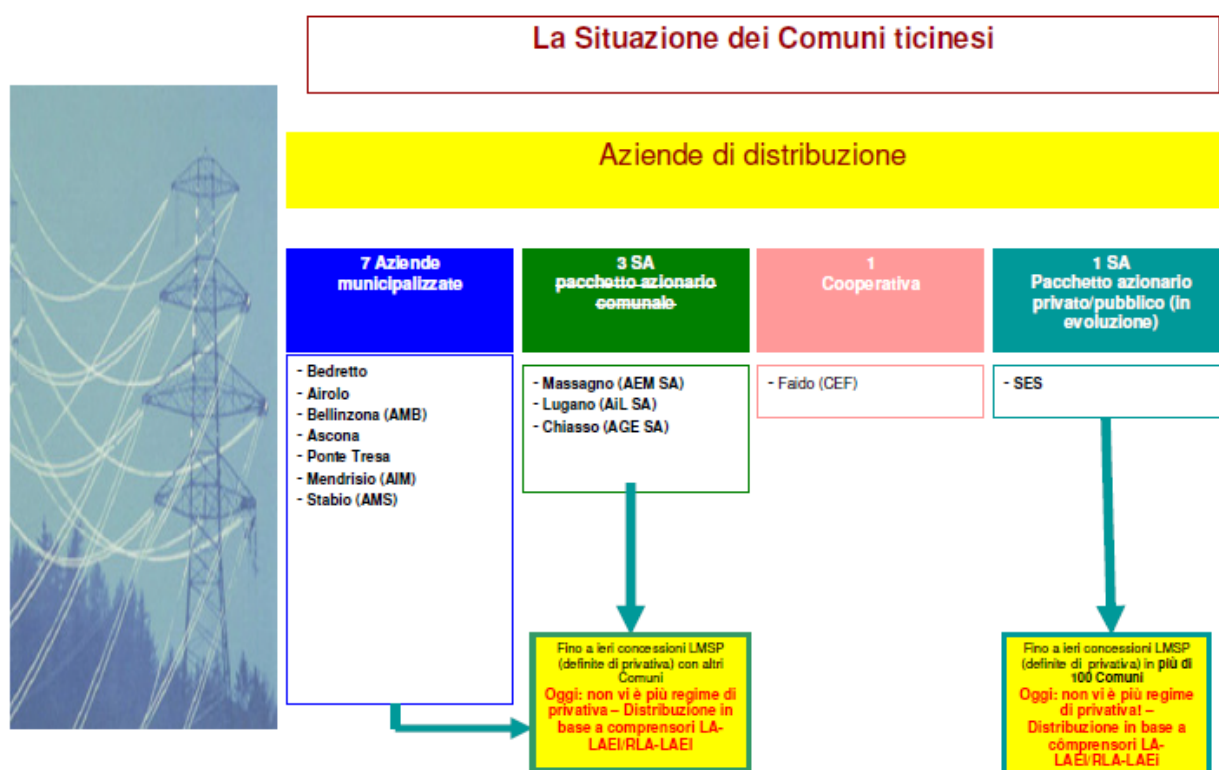 La Situazione dei Comuni ticinesi
Aziende di distribuzione
7 Aziende
municipalizzate
- Bedretto
- Airolo
- Bellinzona (AMB)
- Ascona
- Ponte Tresa
- Mendrisio (AIM)
- Stabio (AMS)
3 SA
pacchetto azionario
comunale
- Massagno (AEM SA)
- Lugano (AiL SA)
- Chiasso (AGE SA)
1
Cooperativa
- Faido (CEF)
1 SA
Pacchetto azionario
privato/pubblico (in
evoluzione)
- SES
Fino a ieri concessioni LMSP
(definite di privativa) con altri
Comuni
Oggi: non vi è più regime di
privativa – Distribuzione in
base a comprensori LA-
LAEI/RLA-LAEI
Fino a ieri concessioni LMSP
(definite di privativa) in più di
100 Comuni
Oggi: non vi è più regime
di privativa! –
Distribuzione in base a
comprensori LA-
LAEI/RLA-LAEi